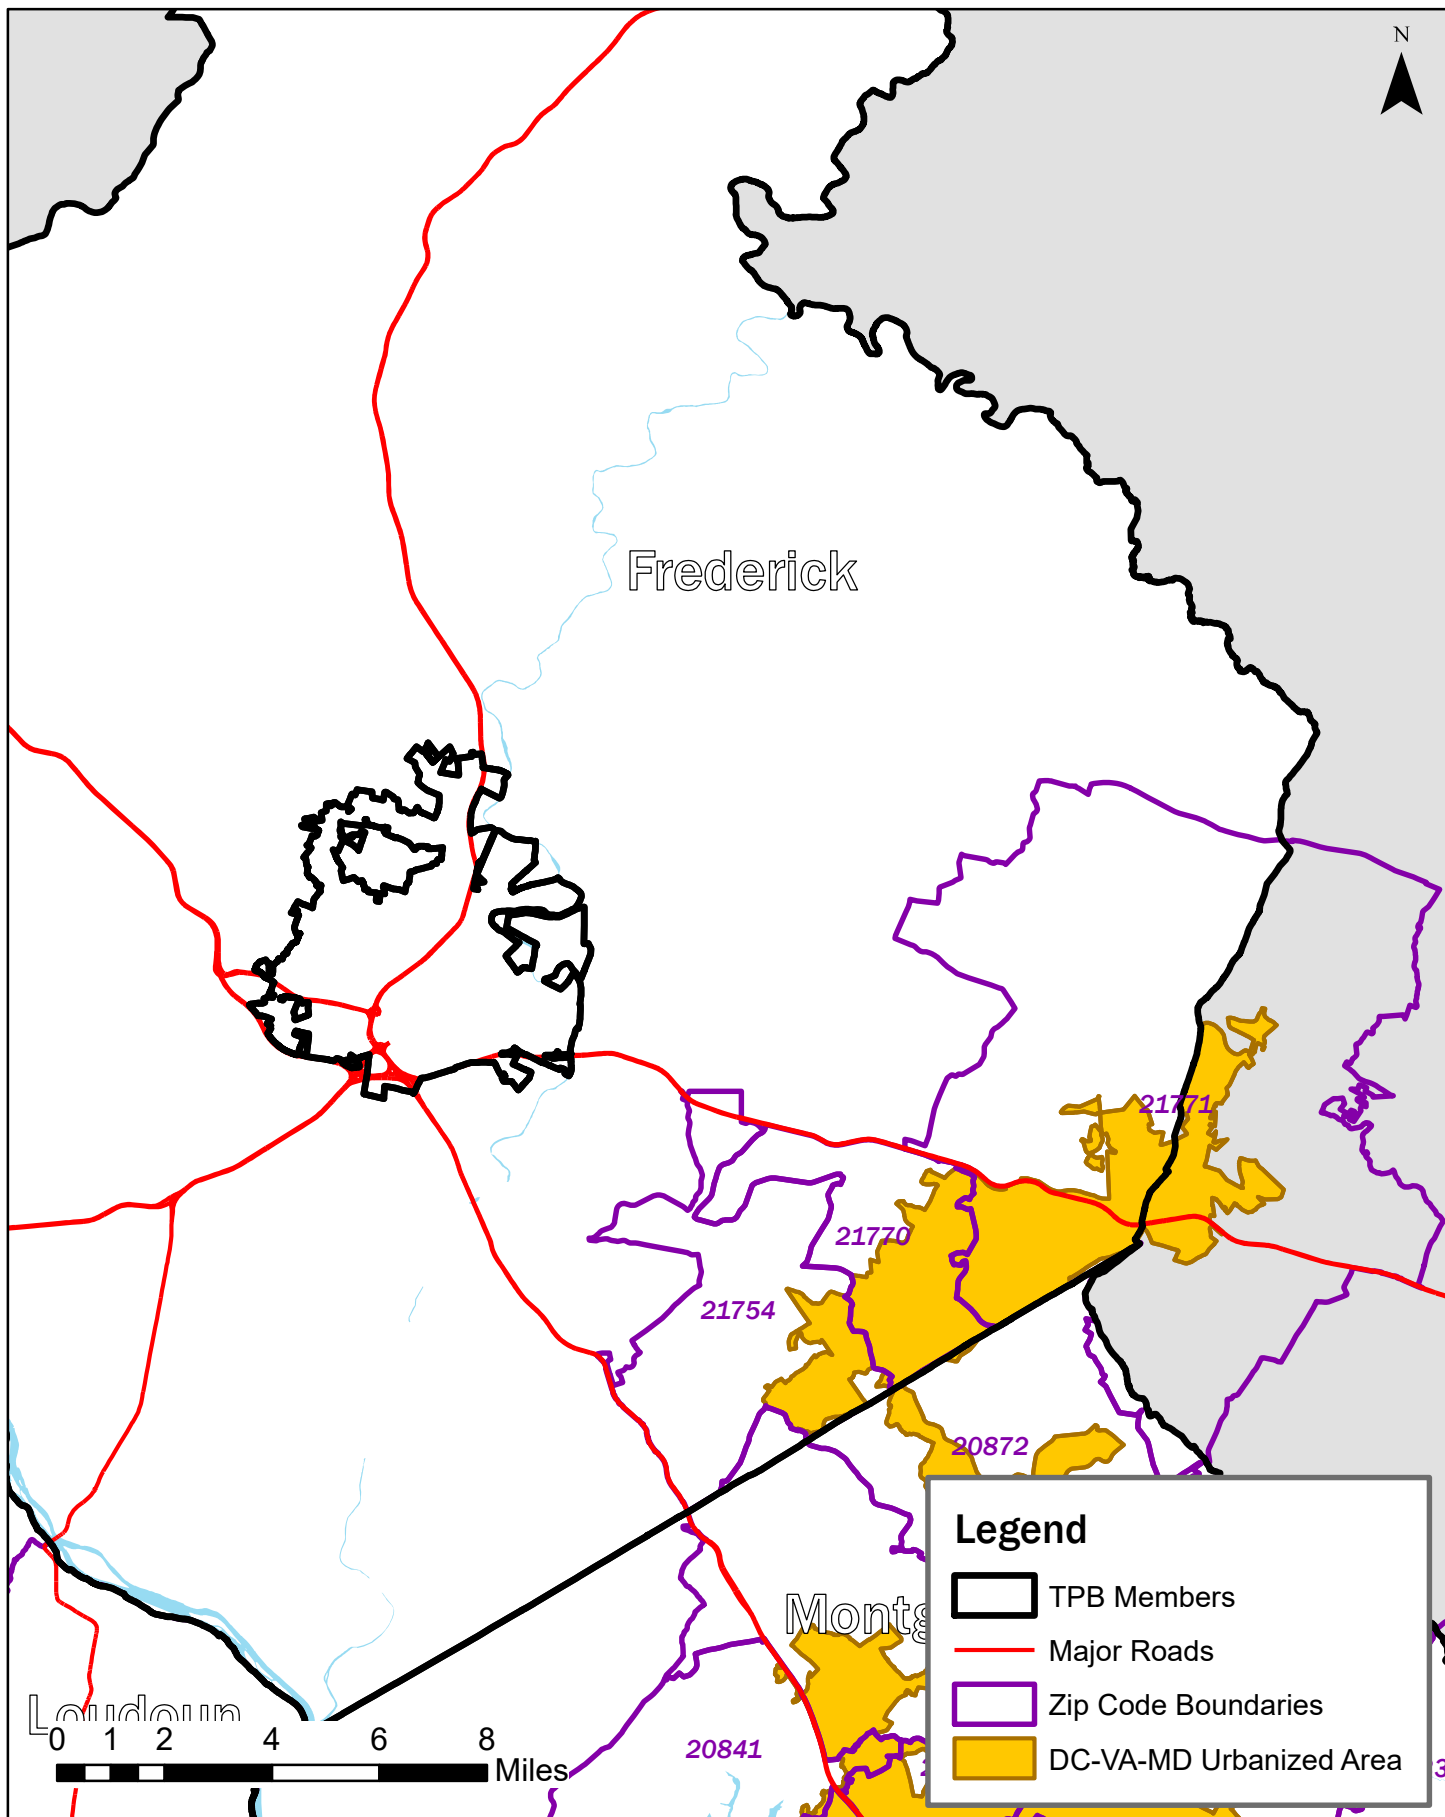 N
Frederick
21771
21770
21754
20872
Legend
TPB Members
Montg
Major Roads
Zip Code Boundaries
Loudoun
0 1 2 4 6 8
Miles
20841
DC-VA-MD Urbanized Area